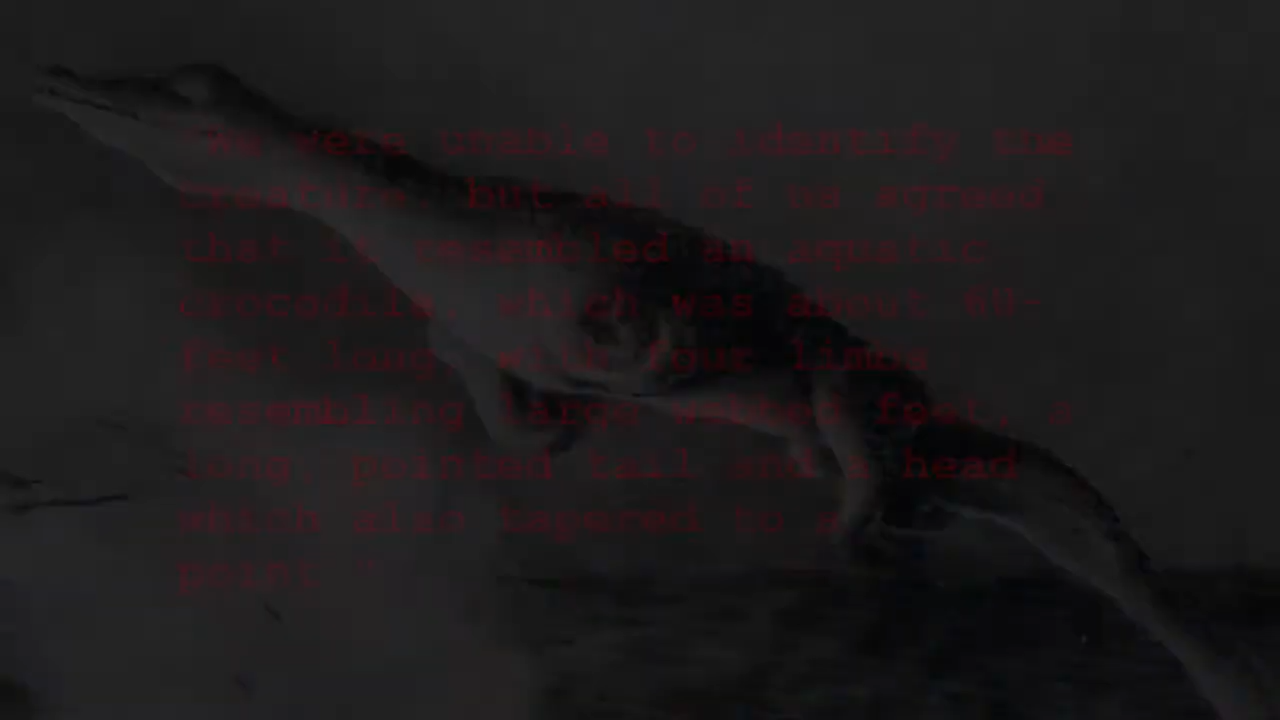 "We were unable to identify the
creature, but all of us agreed
that it resembled an aquatic
crocodile, which was about 60-
feet long, with four limbs
resembling large webbed feet, a
long, pointed tail and a head
which also tapered to a
point."